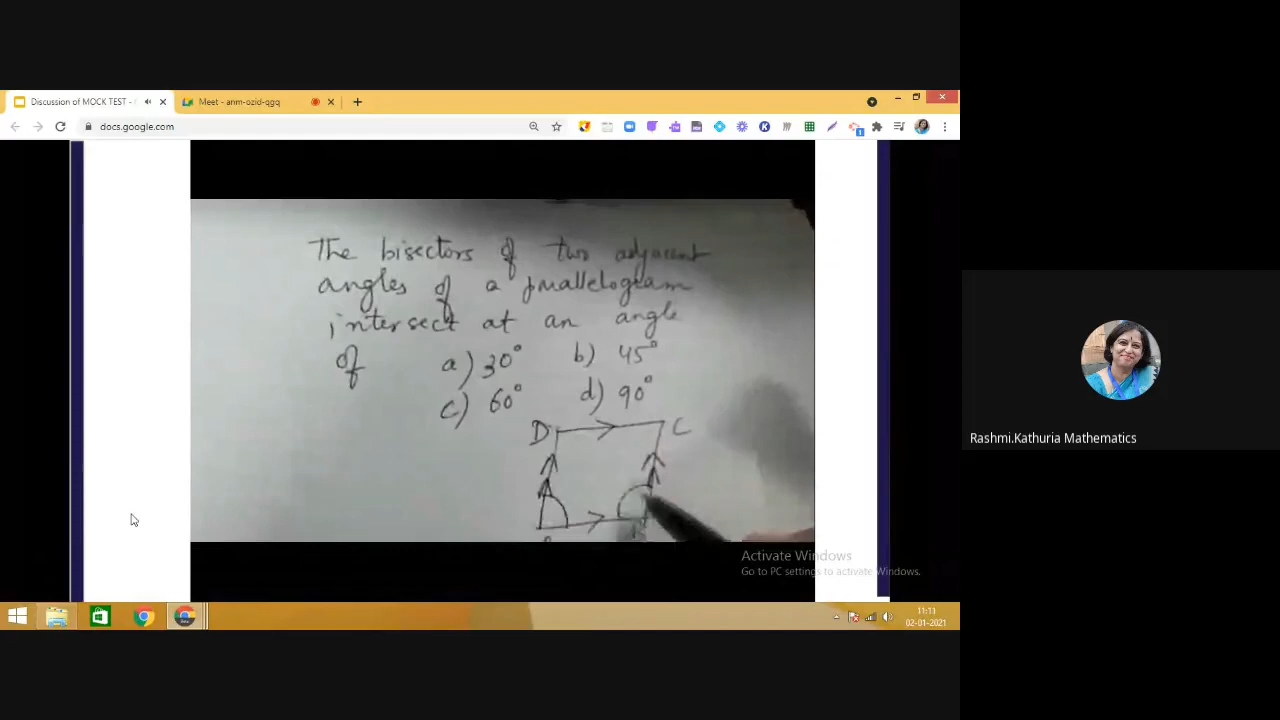 Discussion of MOCK TEST -
Meet - anm-ozid-qgq
docs.google.com
The bisectors of two adjacent
angles of a parallelogram
intersect at an angle
of a) 30° b) 45°
c) 60° d) 90°
D C
Rashmi.Kathuria Mathematics
Activate Windows
Go to PC settings to activate Windows.
11:11
02-01-2021